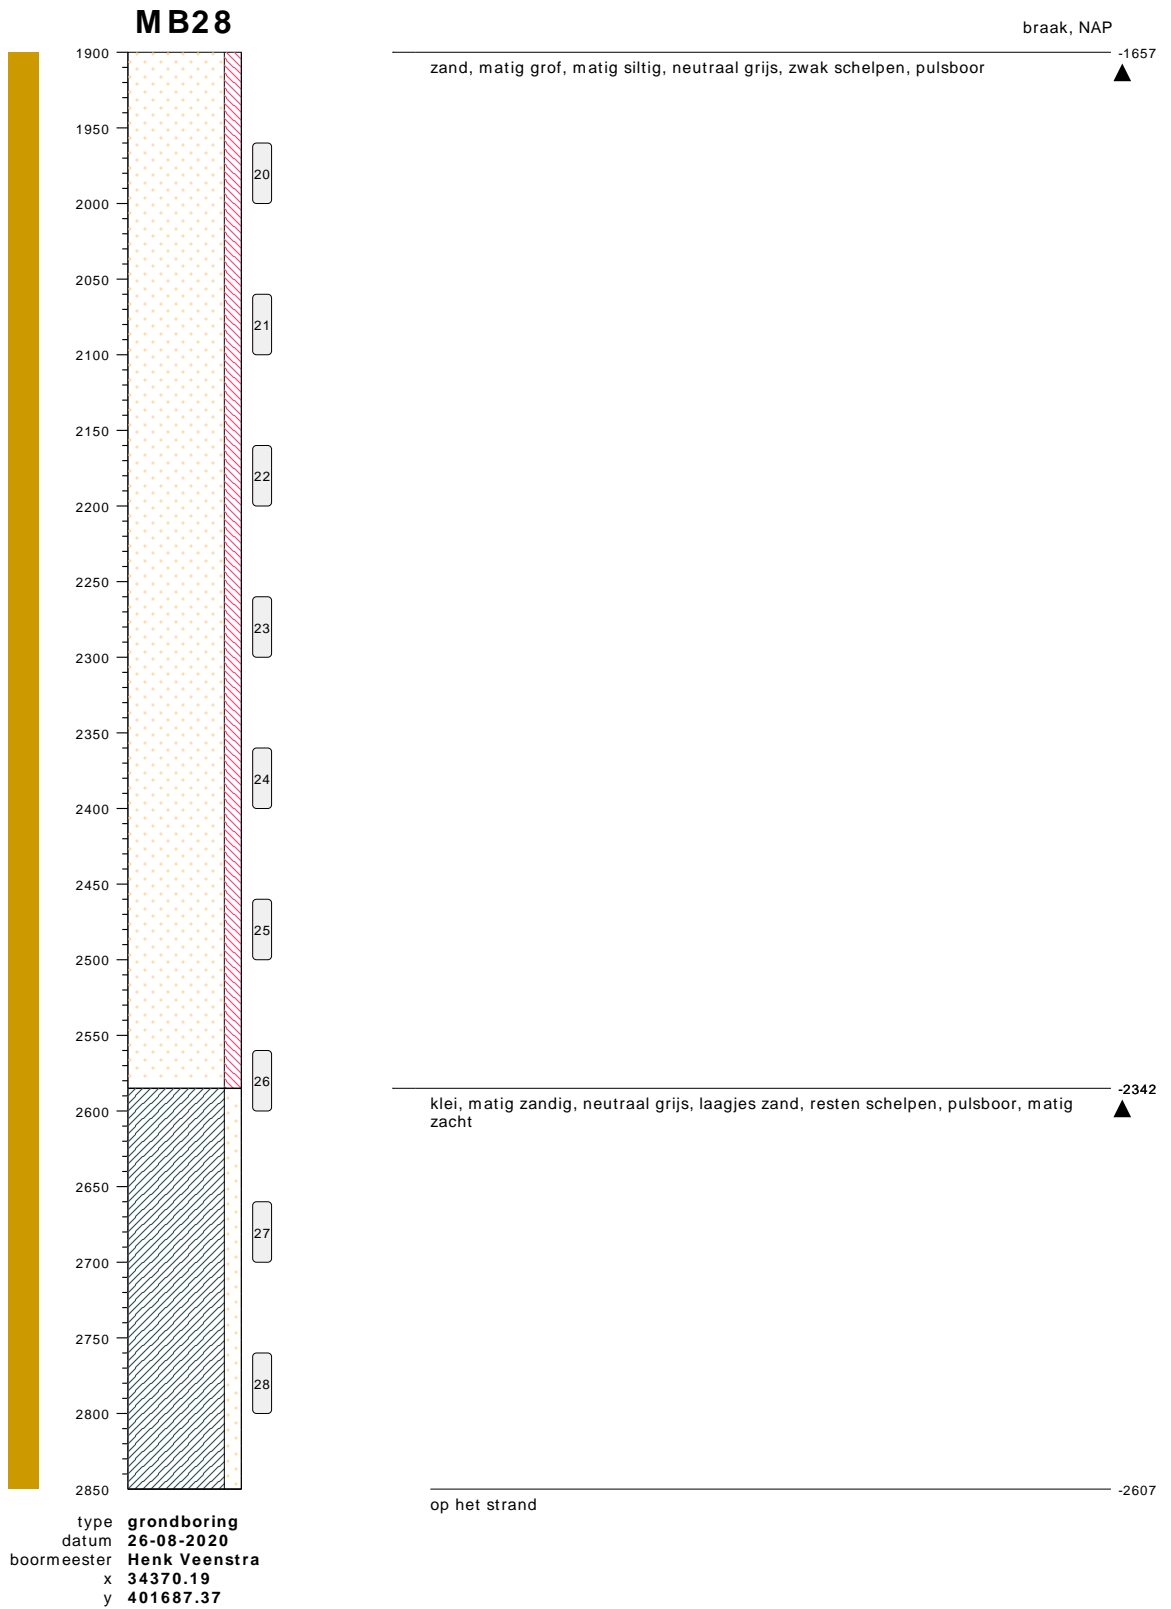 MB28
braak, NAP
1900
-1657
zand, matig grof, matig siltig, neutraal grijs, zwak schelpen, pulsboor
1950
20
2000
2050
21
2100
2150
22
2200
2250
23
2300
2350
24
2400
2450
25
2500
2550
26
-2342
klei, matig zandig, neutraal grijs, laagjes zand, resten schelpen, pulsboor, matig
zacht
2600
2650
27
2700
2750
28
2800
2850
-2607
op het strand
type grondboring
datum 26-08-2020
boormeester Henk Veenstra
x 34370.19
y 401687.37